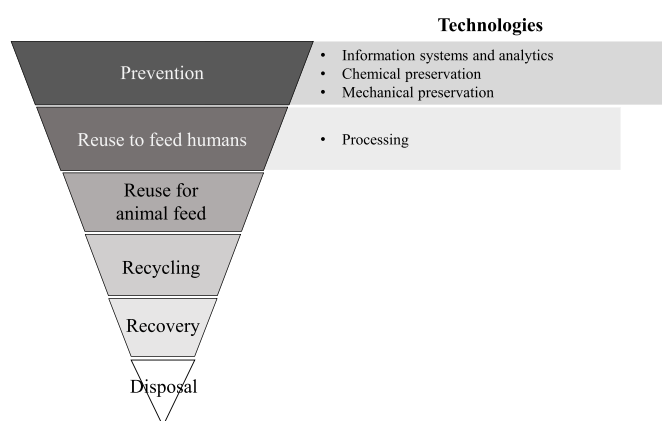 Technologies
Prevention
• Information systems and analytics
• Chemical preservation
• Mechanical preservation
Reuse to feed humans
• Processing
Reuse for
animal feed
Recycling
Recovery
Disposal